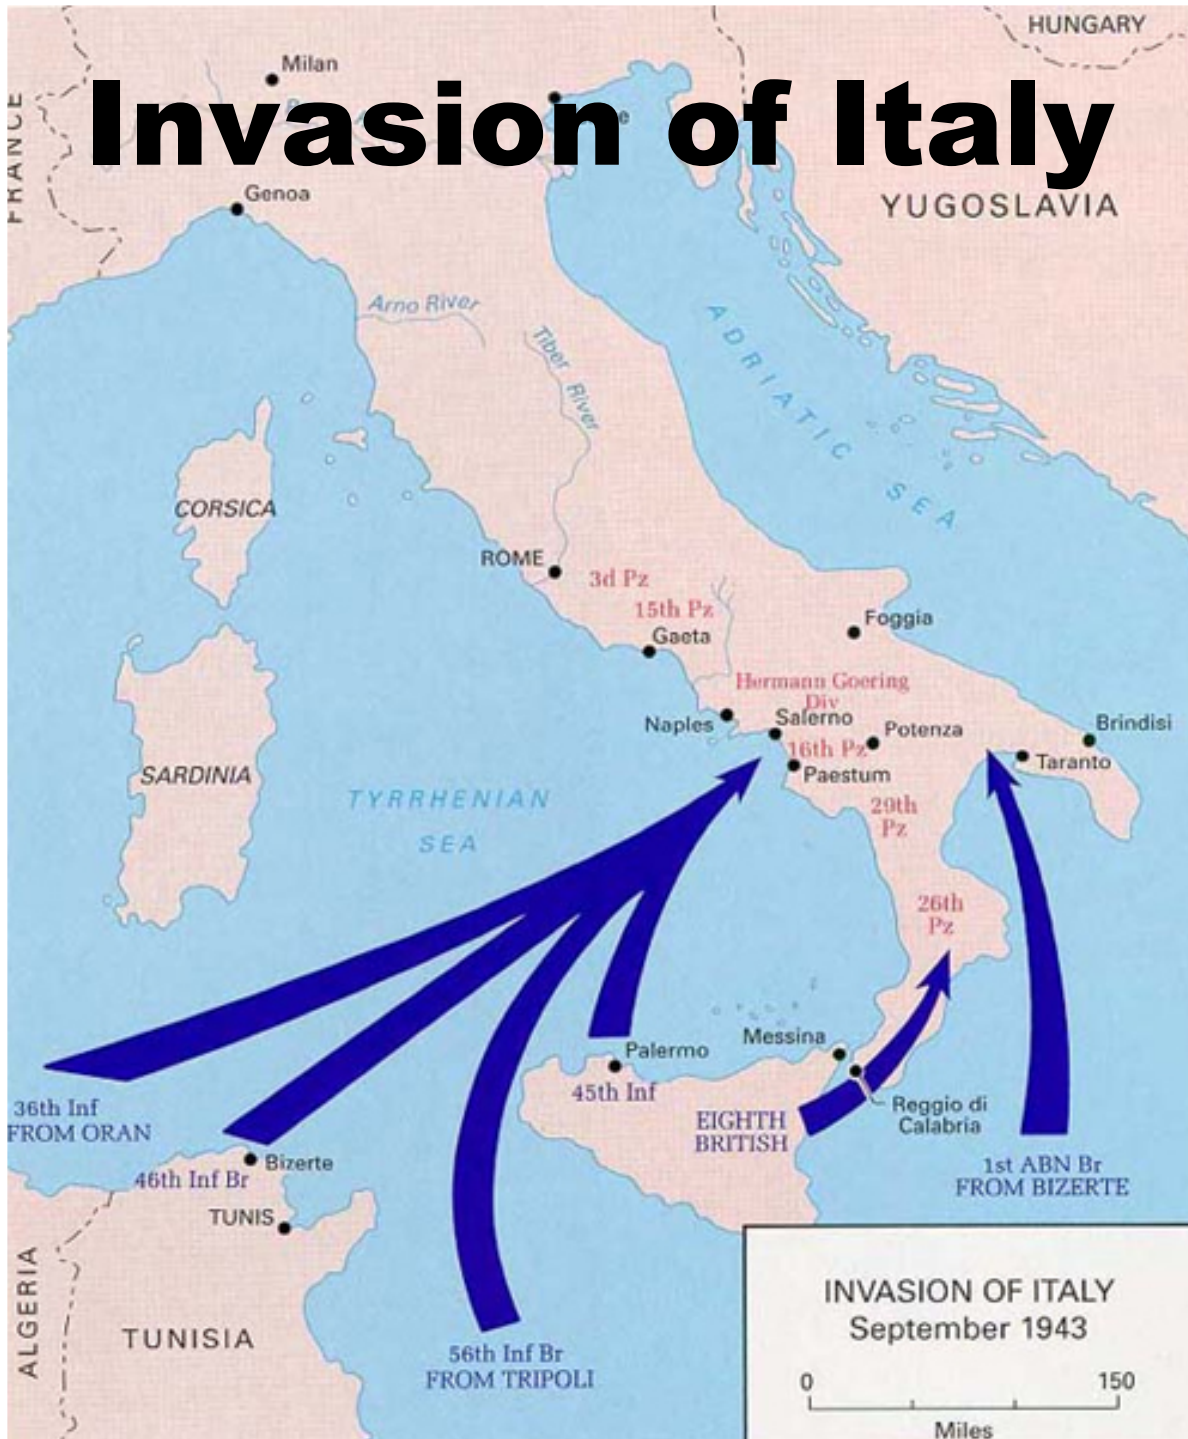 HUNGARY
Milan
Invasion of Italy
FRANCE
YUGOSLAVIA
Genoa
Arno River
Tiber River
ADRIATIC SEA
CORSICA
ROME
3d Pz
15th Pz
Gaeta
Foggia
Hermann Goering
Div
Naples
Salerno
Potenza
Brindisi
16th Pz
Taranto
Paestum
SARDINIA
TYRRHENIAN
SEA
29th
Pz
26th
Pz
Messina
Palermo
45th Inf
Reggio di
Calabria
EIGHTH
BRITISH
36th Inf
FROM ORAN
Bizerte
46th Inf Br
1st ABN Br
FROM BIZERTE
TUNIS
ALGERIA
TUNISIA
56th Inf Br
FROM TRIPOLI
INVASION OF ITALY
September 1943
0 150
Miles